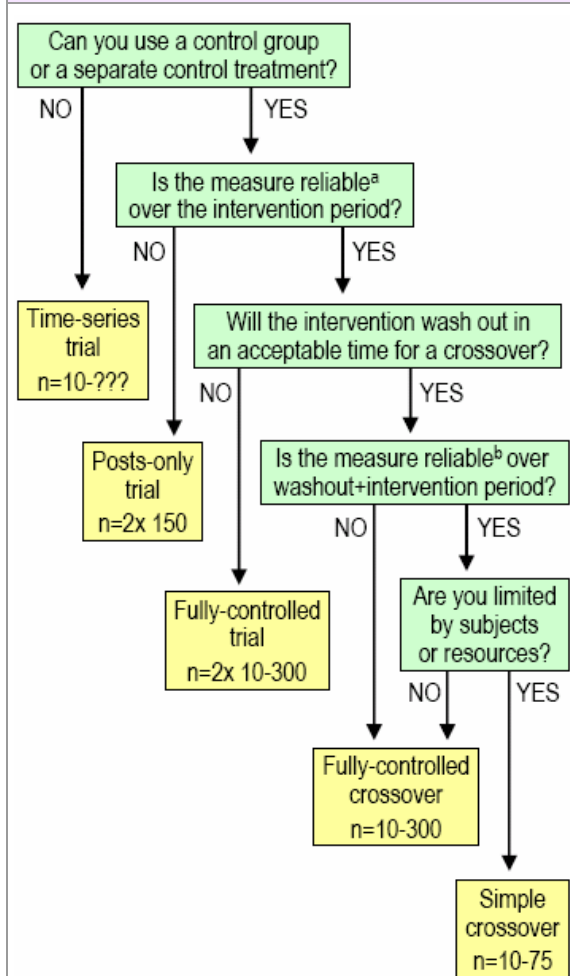 Can you use a control group
or a separate control treatment?
NO
YES
Is the measure reliableᵃ
over the intervention period?
NO
YES
Time-series
trial
n=10-???
Will the intervention wash out in
an acceptable time for a crossover?
NO
YES
Posts-only
trial
n=2x 150
Is the measure reliableᵇ over
washout+intervention period?
NO
YES
Fully-controlled
trial
n=2x 10-300
Are you limited
by subjects
or resources?
NO
YES
Fully-controlled
crossover
n=10-300
Simple
crossover
n=10-75